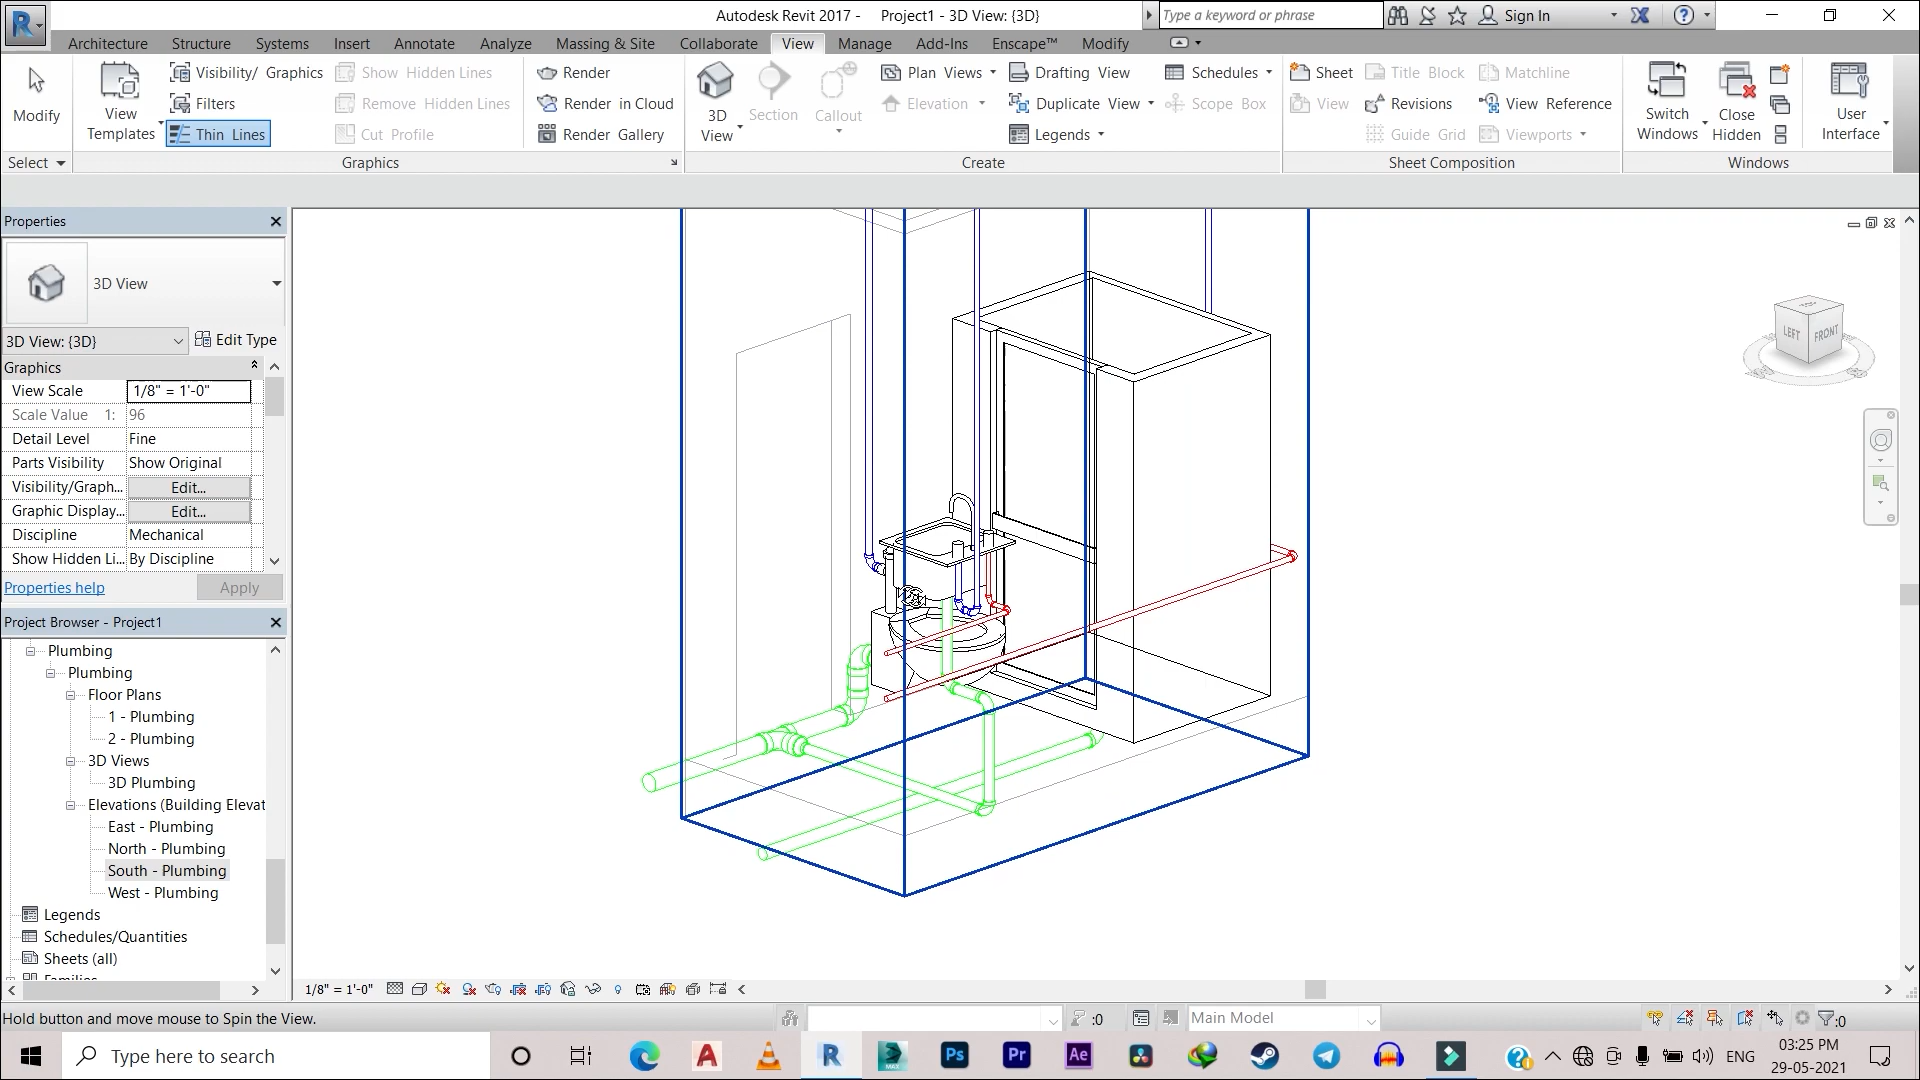 Autodesk Revit 2017 - Project1 - 3D View: {3D}
Type a keyword or phrase
Sign In
Architecture Structure Systems Insert Annotate Analyze Massing & Site Collaborate View Manage Add-Ins Enscape™ Modify
Modify
View
Templates
Visibility/ Graphics
Filters
Thin Lines
Show Hidden Lines
Remove Hidden Lines
Cut Profile
Render
Render in Cloud
Render Gallery
3D
View
Section
Callout
Plan Views
Elevation
Drafting View
Duplicate View
Legends
Schedules
Scope Box
Sheet
View
Title Block
Revisions
Guide Grid
Matchline
View Reference
Viewports
Switch
Windows
Close
Hidden
User
Interface
Select
Graphics
Create
Sheet Composition
Windows
Properties
3D View
3D View: {3D}
Edit Type
Graphics
View Scale 1/8" = 1'-0"
Scale Value 1: 96
Detail Level Fine
Parts Visibility Show Original
Visibility/Graph... Edit...
Graphic Display... Edit...
Discipline Mechanical
Show Hidden Li... By Discipline
Properties help
Apply
Project Browser - Project1
Plumbing
Plumbing
Floor Plans
1 - Plumbing
2 - Plumbing
3D Views
3D Plumbing
Elevations (Building Elevat
East - Plumbing
North - Plumbing
South - Plumbing
West - Plumbing
Legends
Schedules/Quantities
Sheets (all)
Families
TOP
LEFT
FRONT
1/8" = 1'-0"
Hold button and move mouse to Spin the View.
:0
Main Model
:0
Type here to search
A
R
MAX
Ps
Pr
Ae
ENG
03:25 PM
29-05-2021